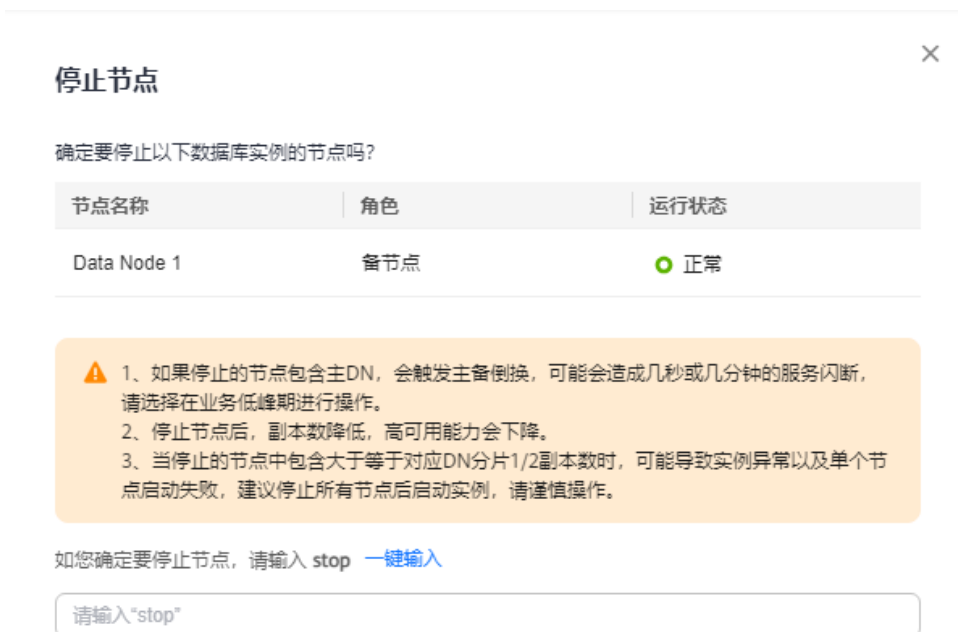 停止节点
确定要停止以下数据库实例的节点吗?
节点名称 角色 运行状态
Data Node 1 备节点 正常
1、如果停止的节点包含主DN，会触发主备倒换，可能会造成几秒或几分钟的服务闪断，
请选择在业务低峰期进行操作。
2、停止节点后，副本数降低，高可用能力会下降。
3、当停止的节点中包含大于等于对应DN分片1/2副本数时，可能导致实例异常以及单个节
点启动失败，建议停止所有节点后启动实例，请谨慎操作。
如您确定要停止节点，请输入 stop 一键输入
请输入“stop”